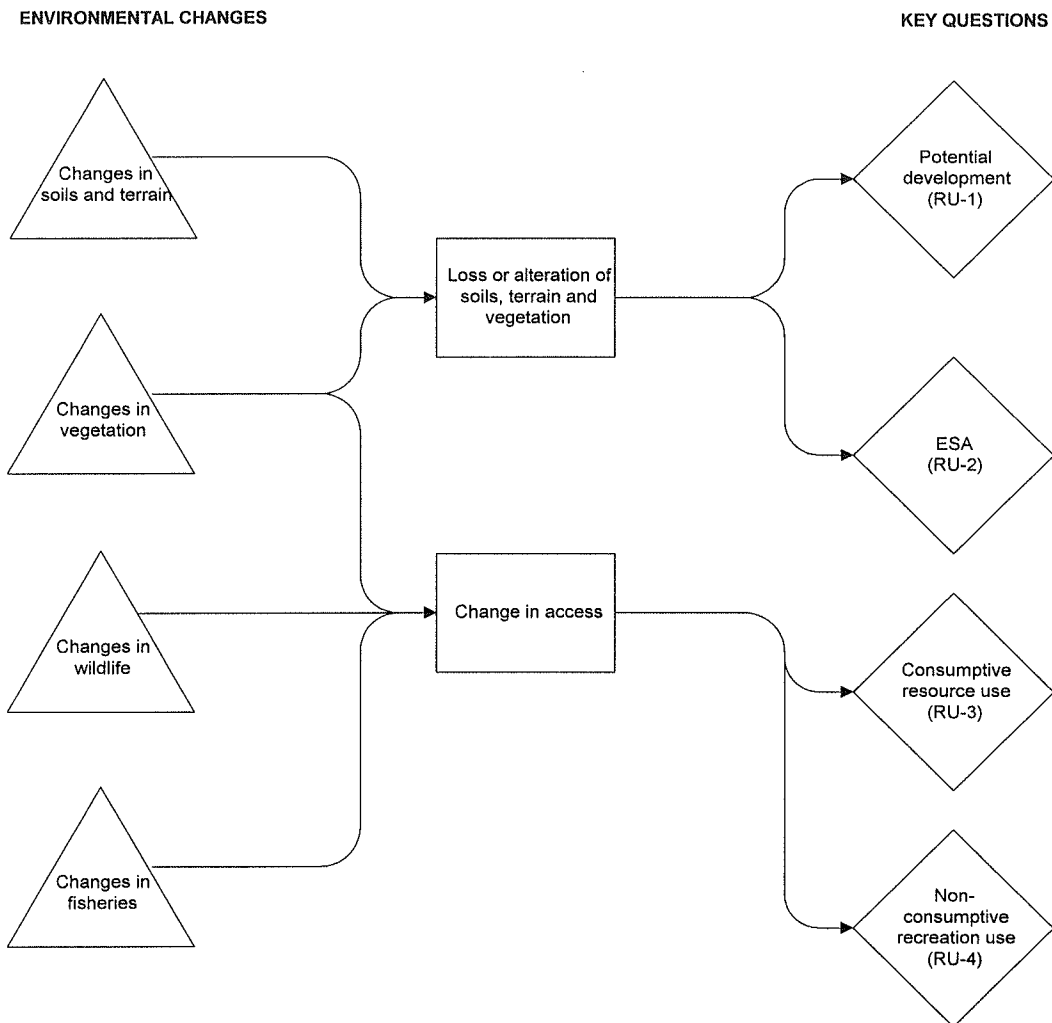 ENVIRONMENTAL CHANGES
KEY QUESTIONS
Changes in
soils and terrain
Potential
development
(RU-1)
Loss or alteration of
soils, terrain and
vegetation
Changes in
vegetation
ESA
(RU-2)
Changes in
wildlife
Change in access
Consumptive
resource use
(RU-3)
Changes in
fisheries
Non-
consumptive
recreation use
(RU-4)